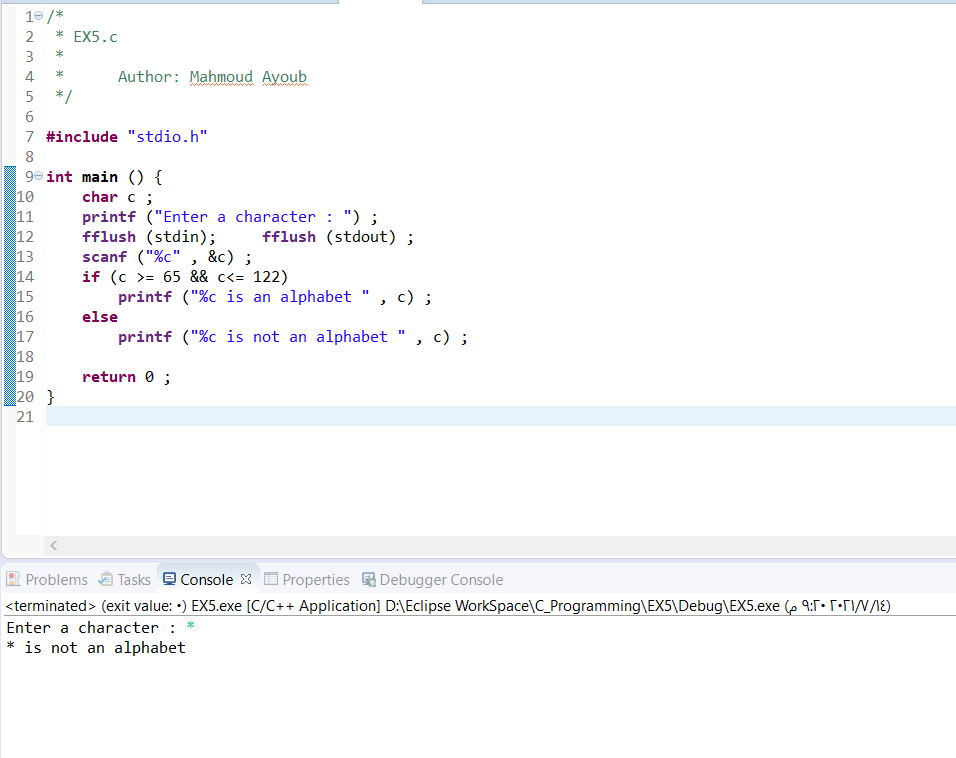 1 /*
2  * EX5.c
3  *
4  *      Author: Mahmoud Ayoub
5  */
6
7 #include "stdio.h"
8
9 int main () {
10     char c ;
11     printf ("Enter a character : ") ;
12     fflush (stdin);     fflush (stdout) ;
13     scanf ("%c" , &c) ;
14     if (c >= 65 && c<= 122)
15         printf ("%c is an alphabet " , c) ;
16     else
17         printf ("%c is not an alphabet " , c) ;
18
19     return 0 ;
20 }
21
Problems Tasks Console Properties Debugger Console
<terminated> (exit value: ٠) EX5.exe [C/C++ Application] D:\Eclipse WorkSpace\C_Programming\EX5\Debug\EX5.exe (٢٠٢١/٧/١٤ ٩:٢٠:٢٠ م)
Enter a character : *
* is not an alphabet